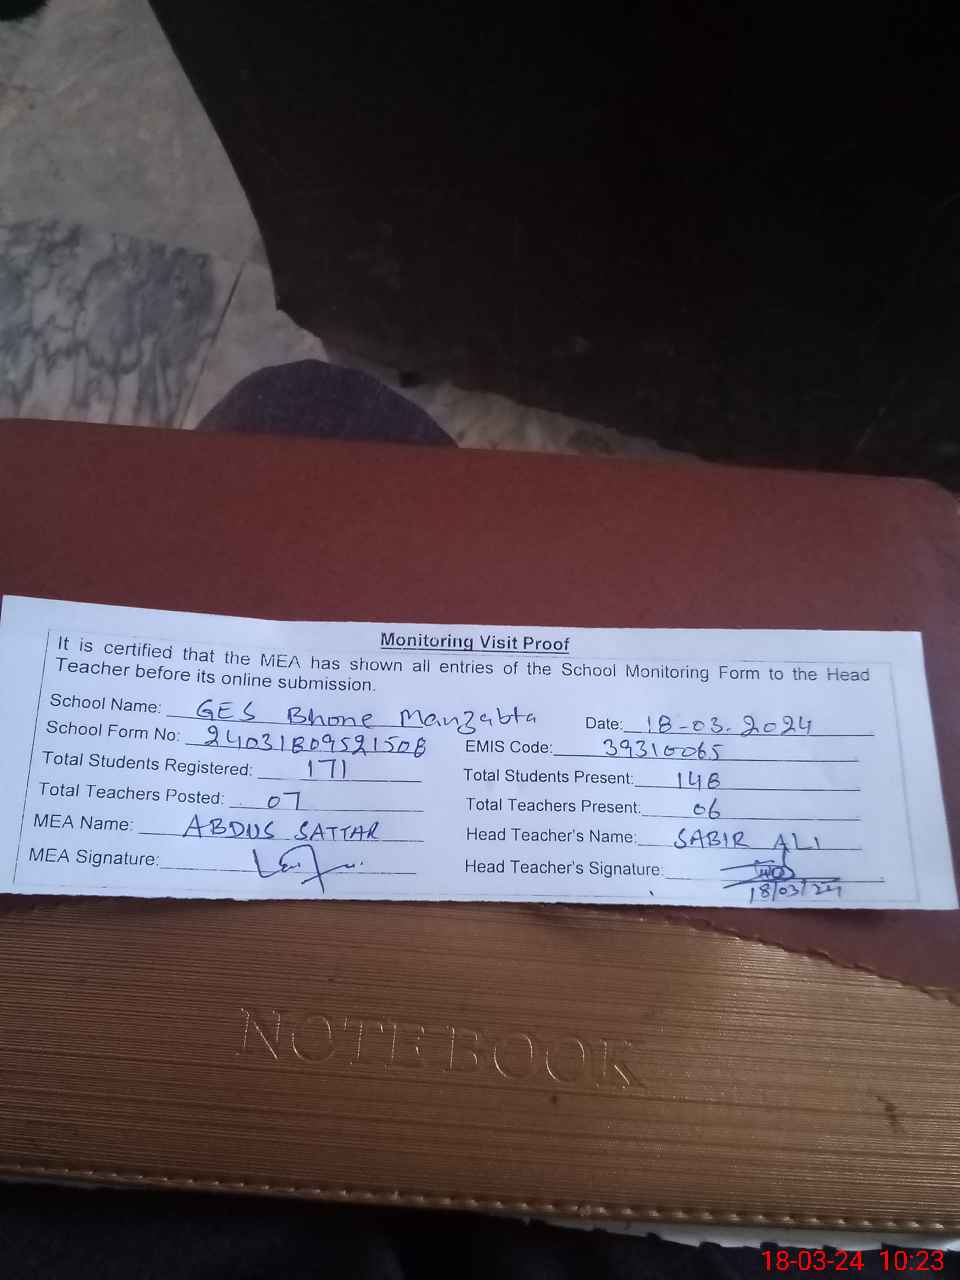 Monitoring Visit Proof
It is certified that the MEA has shown all entries of the School Monitoring Form to the Head
Teacher before its online submission.
School Name: GES Bhone Manzabta Date: 18-03-2024
School Form No: 24031809521508 EMIS Code: 39310065
Total Students Registered: 171 Total Students Present: 148
Total Teachers Posted: 07 Total Teachers Present: 06
MEA Name: ABDUS SATTAR Head Teacher's Name: SABIR ALI
MEA Signature: Head Teacher's Signature:
18/03/24
NOTEBOOK
18-03-24 10:23